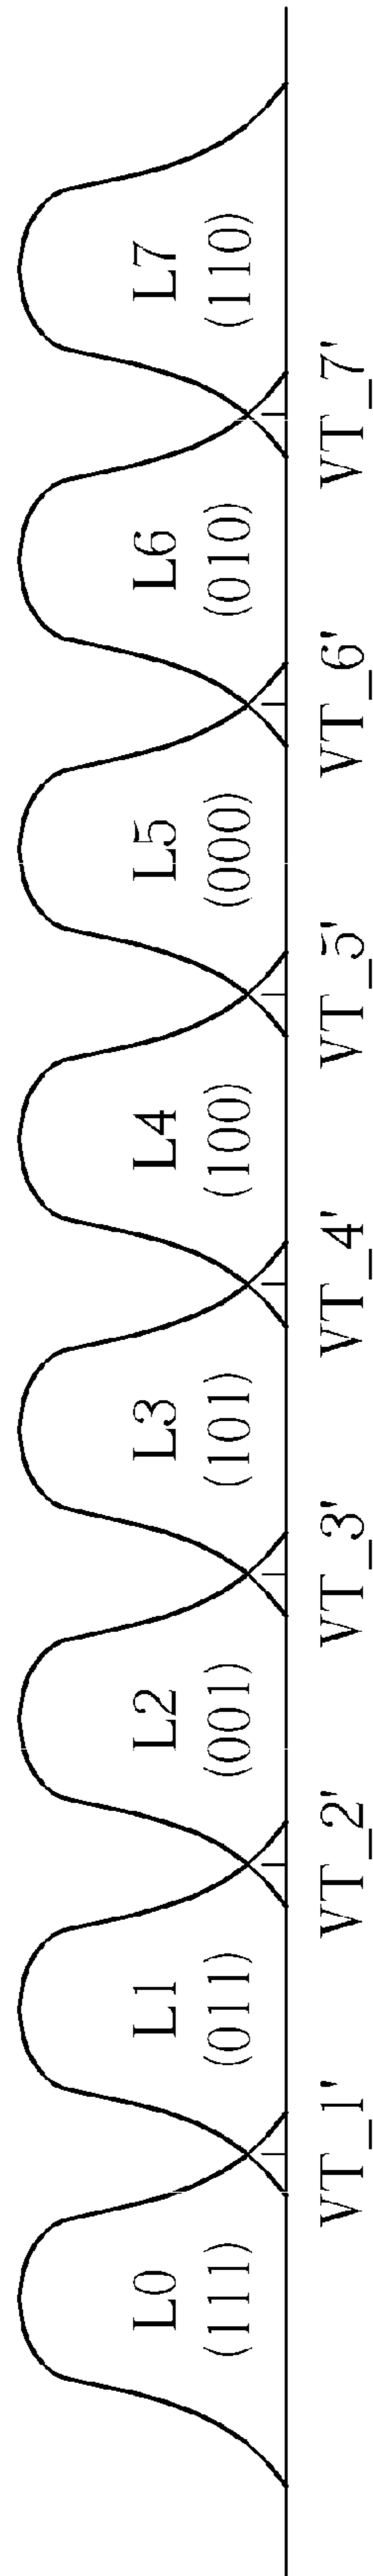 L0 L1 L2 L3 L4 L5 L6 L7
(111) (011) (001) (101) (100) (000) (010) (110)
VT_1' VT_2' VT_3' VT_4' VT_5' VT_6' VT_7'